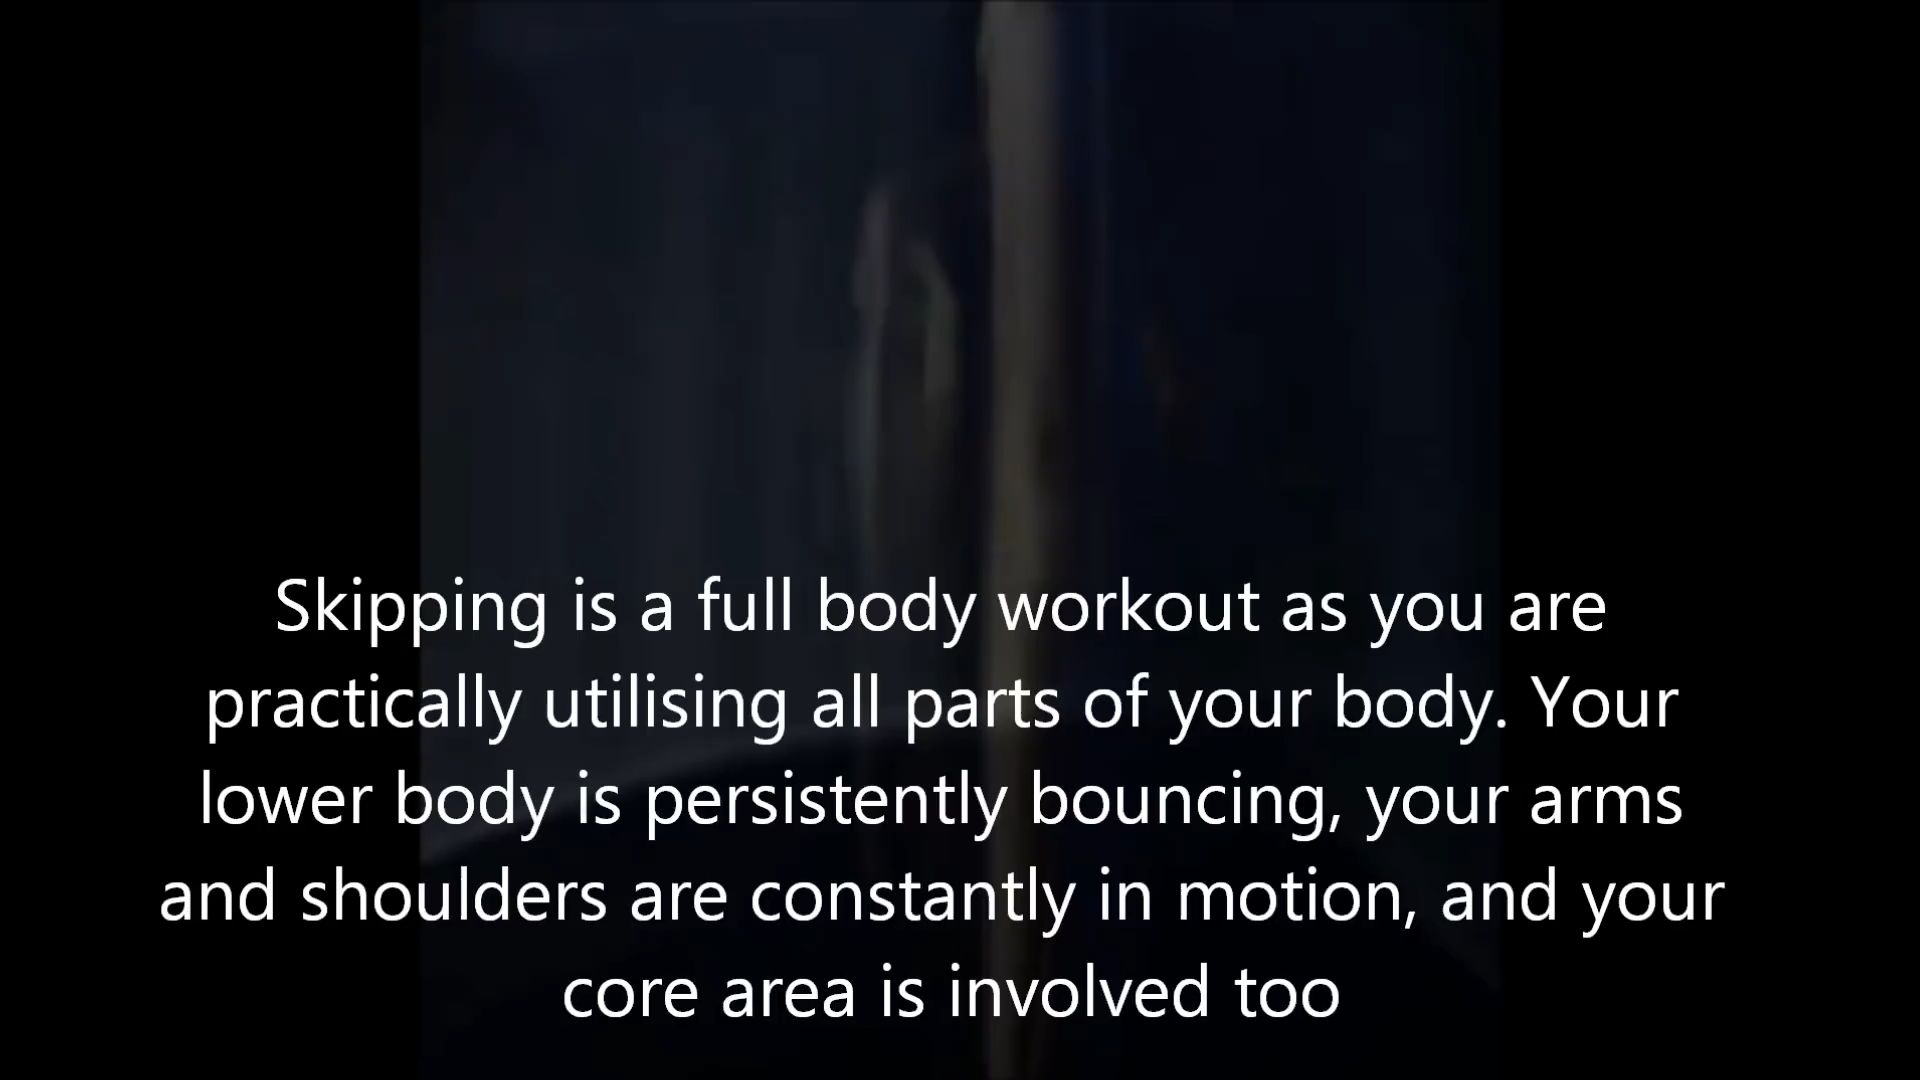 Skipping is a full body workout as you are
practically utilising all parts of your body. Your
lower body is persistently bouncing, your arms
and shoulders are constantly in motion, and your
core area is involved too